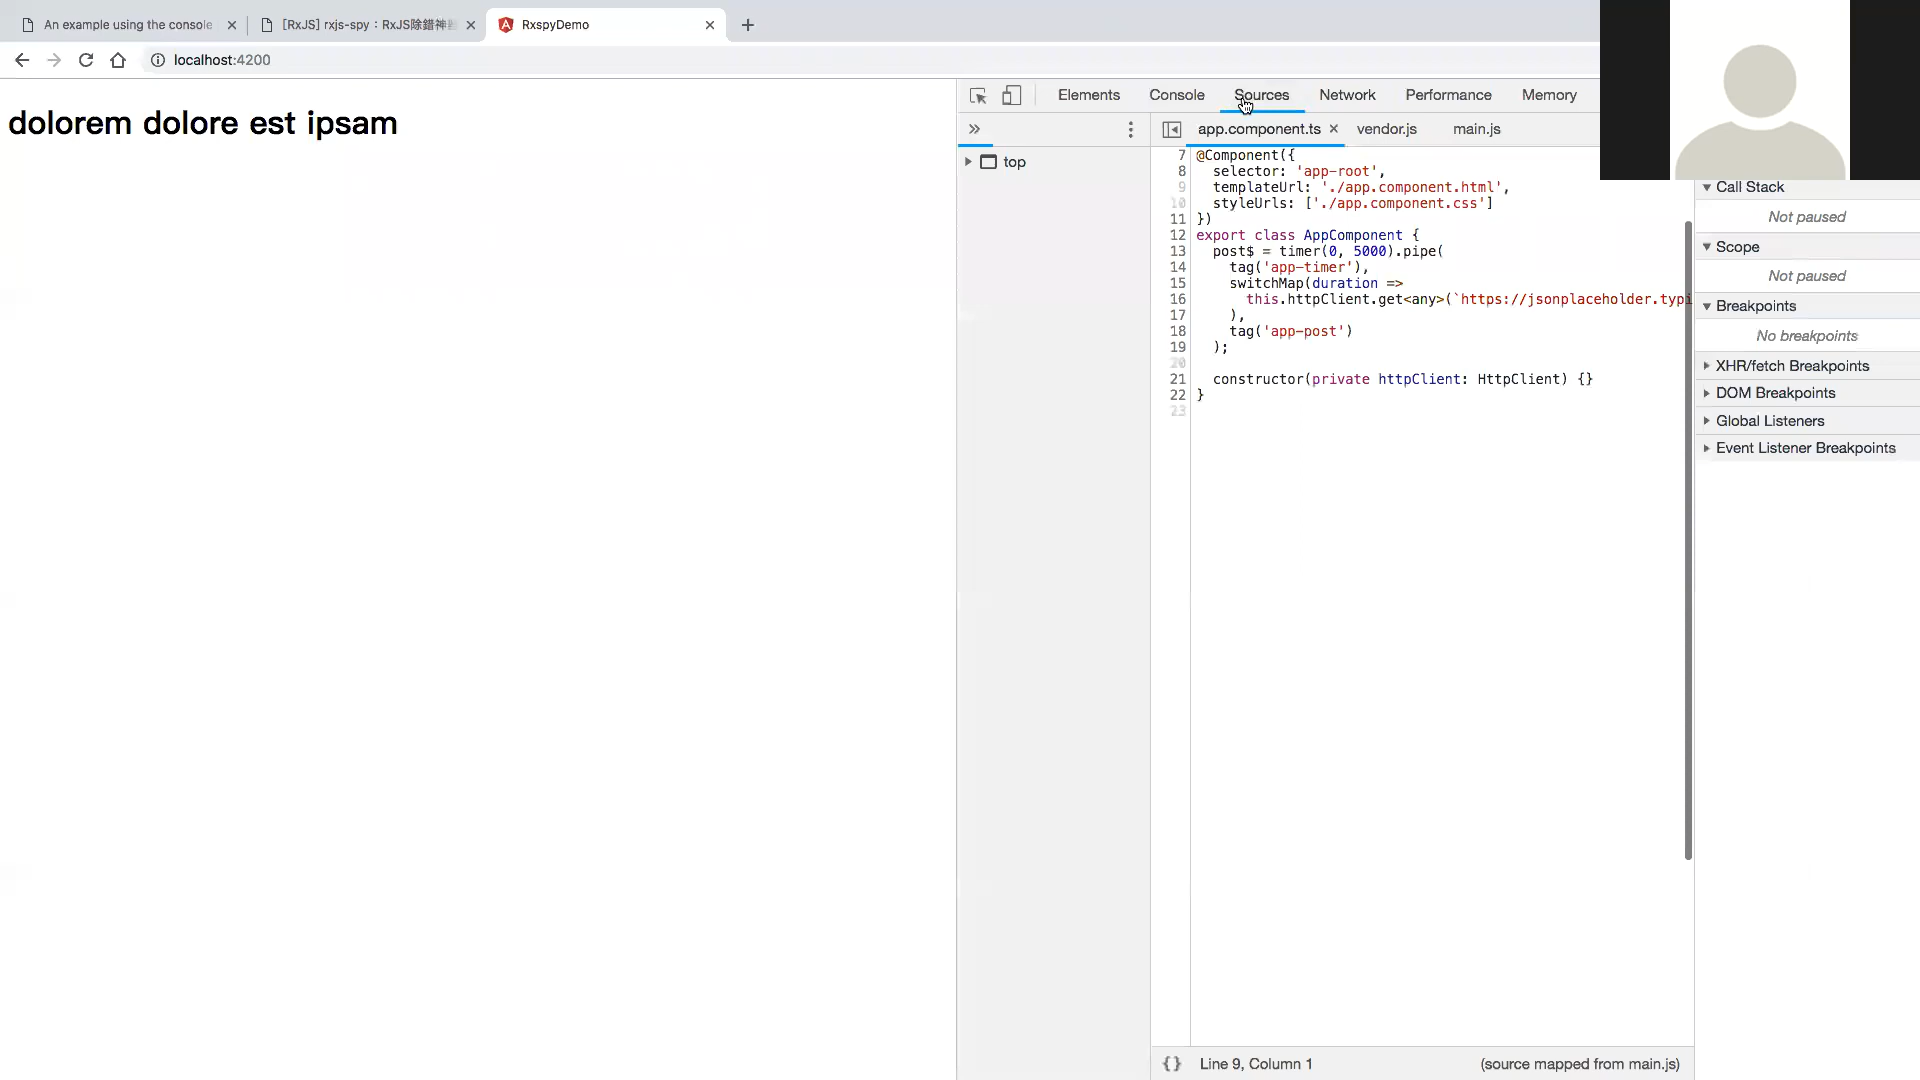 An example using the console
[RxJS] rxjs-spy：RxJS除錯神
RxspyDemo
localhost:4200
dolorem dolore est ipsam
Elements Console Sources Network Performance Memory
app.component.ts vendor.js main.js
top
7 @Component({
8 selector: 'app-root',
9 templateUrl: './app.component.html',
10 styleUrls: ['./app.component.css']
11 })
12 export class AppComponent {
13 post$ = timer(0, 5000).pipe(
14 tag('app-timer'),
15 switchMap(duration =>
16 this.httpClient.get<any>(`https://jsonplaceholder.typi
17 ),
18 tag('app-post')
19 );
20
21 constructor(private httpClient: HttpClient) {}
22 }
23
Call Stack
Not paused
Scope
Not paused
Breakpoints
No breakpoints
XHR/fetch Breakpoints
DOM Breakpoints
Global Listeners
Event Listener Breakpoints
{} Line 9, Column 1
(source mapped from main.js)